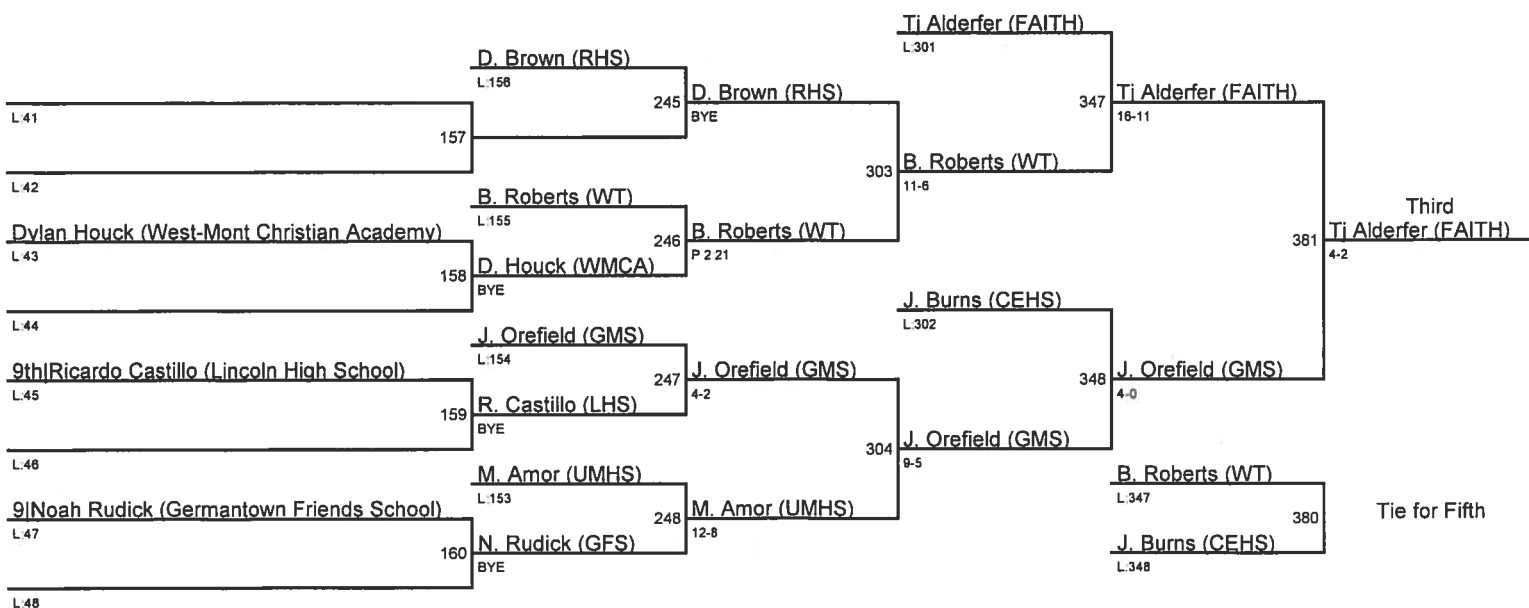 L:41
157
L:42
Dylan Houck (West-Mont Christian Academy)
L:43
158
L:44
9th|Ricardo Castillo (Lincoln High School)
L:45
159
L:46
9|Noah Rudick (Germantown Friends School)
L:47
160
L:48
D. Brown (RHS)
L:156
245
B. Roberts (WT)
L:155
246
D. Houck (WMCA)
BYE
J. Orefield (GMS)
L:154
247
R. Castillo (LHS)
BYE
M. Amor (UMHS)
L:153
248
N. Rudick (GFS)
BYE
D. Brown (RHS)
BYE
303
B. Roberts (WT)
P 2:21
J. Orefield (GMS)
4-2
304
M. Amor (UMHS)
12-8
Tj Alderfer (FAITH)
L:301
347
B. Roberts (WT)
11-6
J. Burns (CEHS)
L:302
348
J. Orefield (GMS)
9-5
Tj Alderfer (FAITH)
16-11
381
J. Orefield (GMS)
4-0
B. Roberts (WT)
L:347
380
J. Burns (CEHS)
L:348
Third
Tj Alderfer (FAITH)
4-2
Tie for Fifth